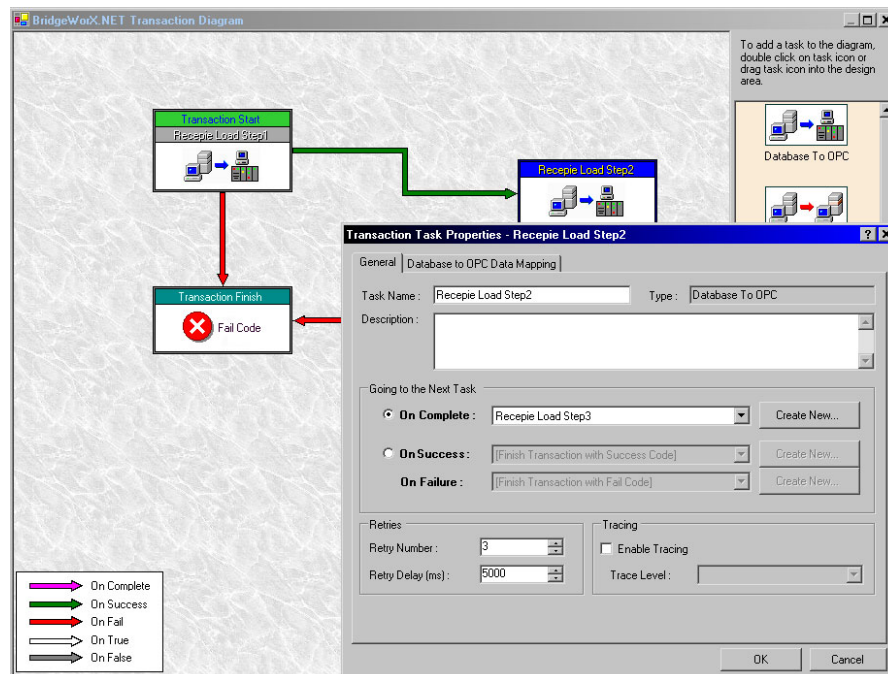 BridgeWorX.NET Transaction Diagram
To add a task to the diagram,
double click on task icon or
drag task icon into the design
area.
Transaction Start
Recepie Load Step1
Database To OPC
Recepie Load Step2
Transaction Finish
Fail Code
Transaction Task Properties - Recepie Load Step2
General
Database to OPC Data Mapping
Task Name :
Recepie Load Step2
Type :
Database To OPC
Description :
Going to the Next Task
On Complete :
Recepie Load Step3
Create New...
On Success :
[Finish Transaction with Success Code]
Create New...
On Failure :
[Finish Transaction with Fail Code]
Create New...
Retries
Retry Number :
3
Retry Delay (ms) :
5000
Tracing
Enable Tracing
Trace Level :
On Complete
On Success
On Fail
On True
On False
OK
Cancel